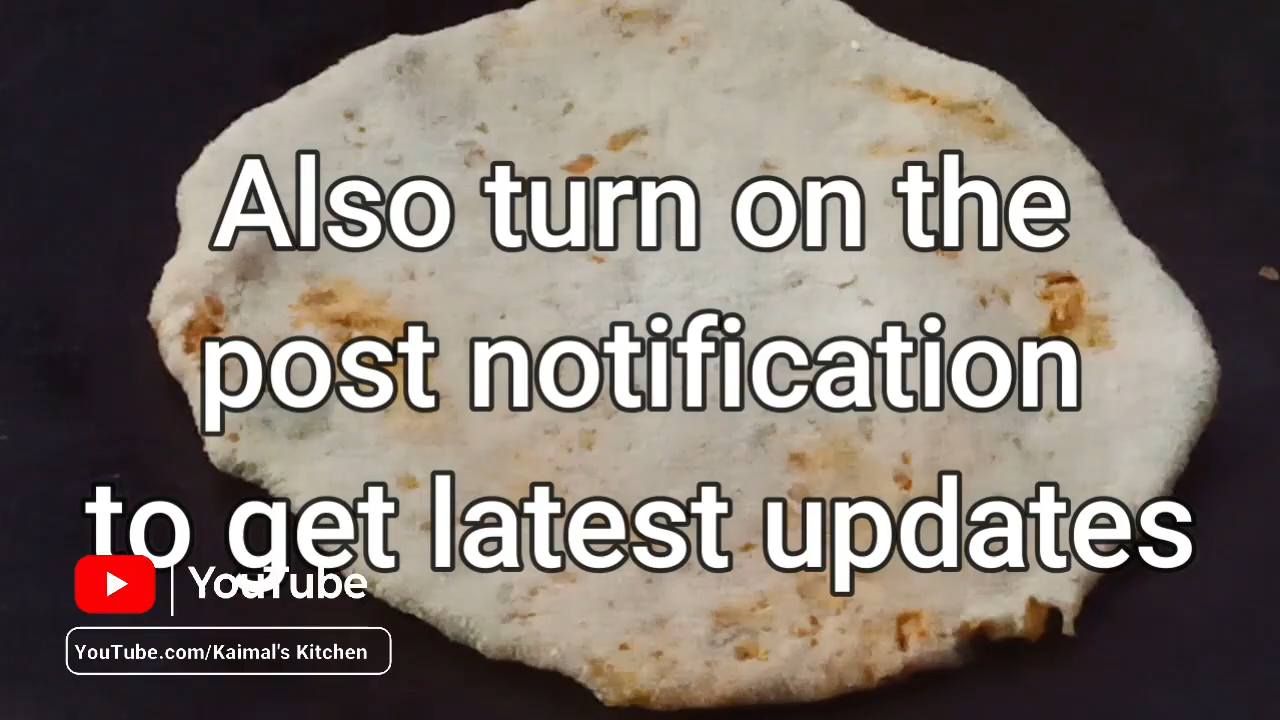 Also turn on the
post notification
to get latest updates
YouTube
YouTube.com/Kaimal's Kitchen